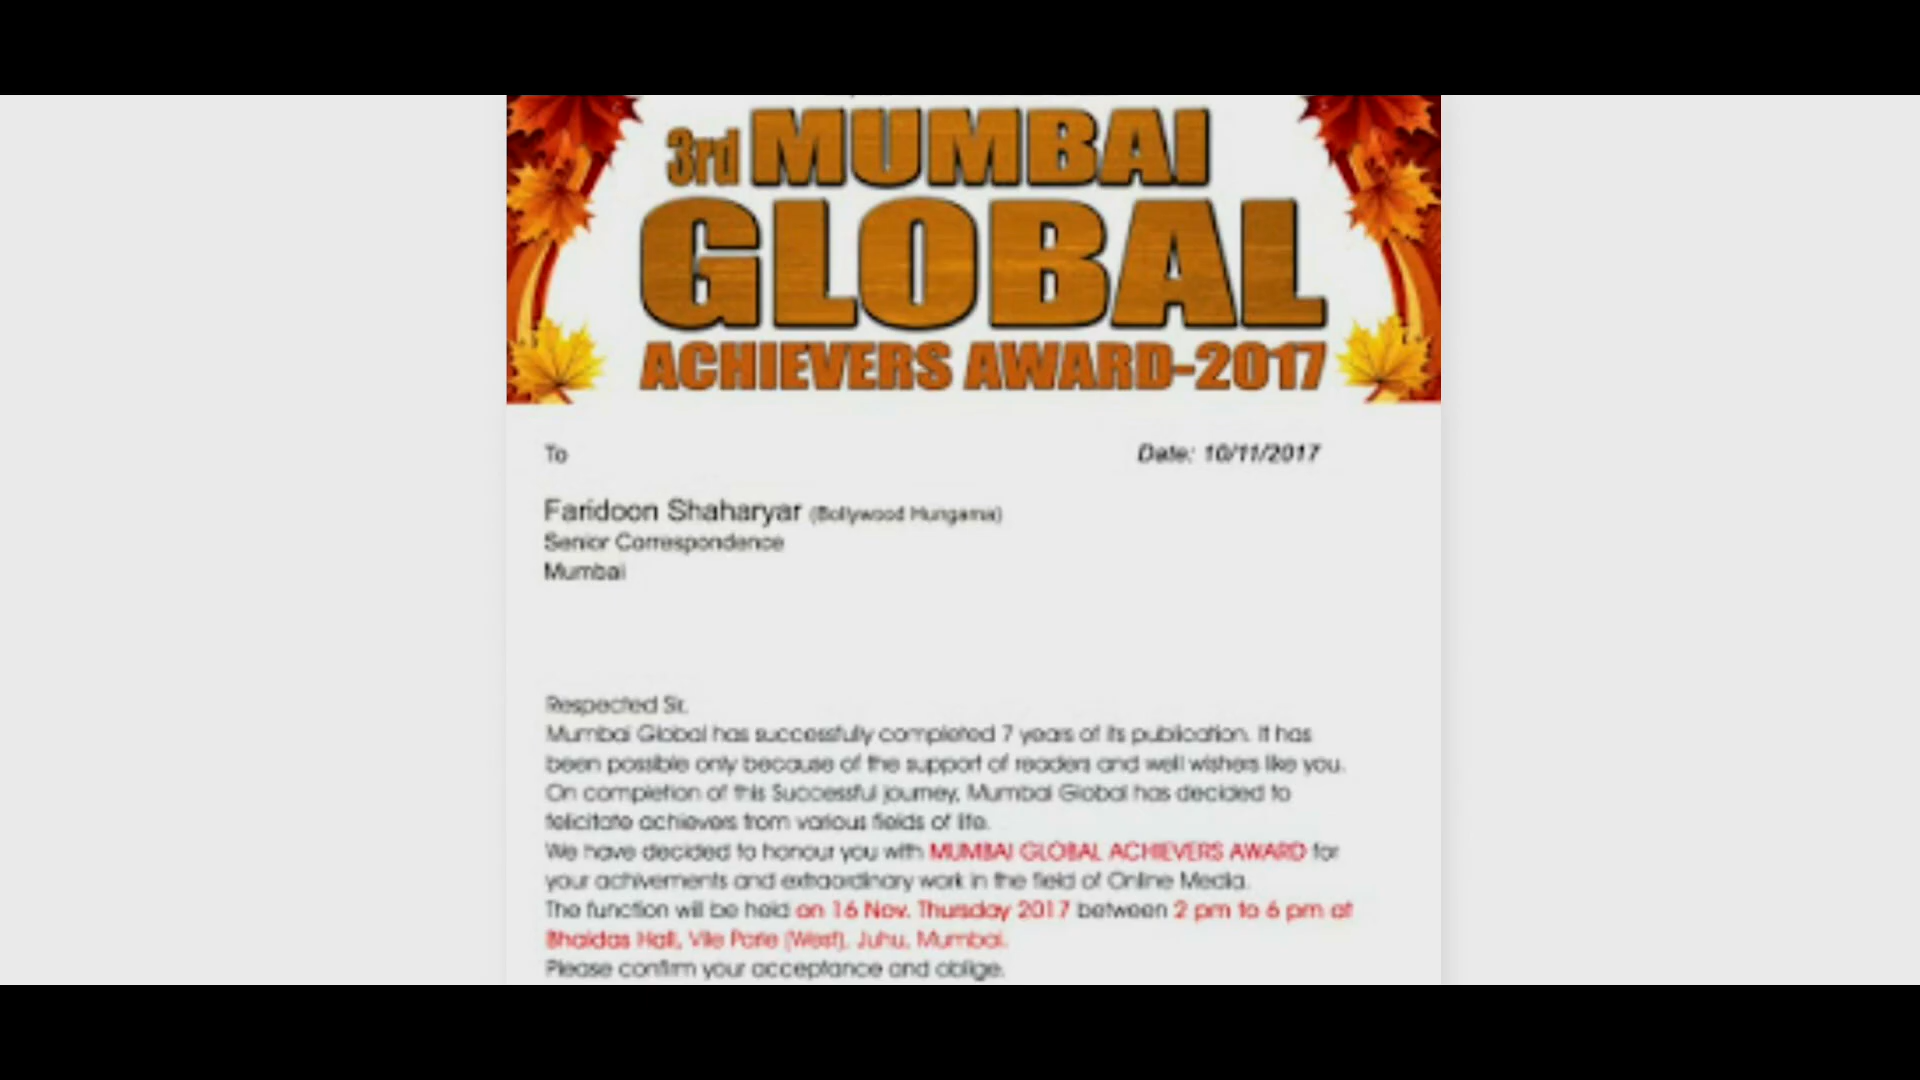 3rd MUMBAI
GLOBAL
ACHIEVERS AWARD-2017
To
Date: 10/11/2017
Faridoon Shaharyar (Bollywood Hungama)
Senior Correspondence
Mumbai
Respected Sir,
Mumbai Global has successfully completed 7 years of its publication. It has
been possible only because of the support of readers and well wishers like you.
On completion of this Successful journey, Mumbai Global has decided to
felicitate achievers from various fields of life.
We have decided to honour you with MUMBAI GLOBAL ACHIEVERS AWARD for
your achivements and extraordinary work in the field of Online Media.
The function will be held on 16 Nov. Thursday 2017 between 2 pm to 6 pm at
Bhaidas Hall, Vile Parle (West), Juhu, Mumbai.
Please confirm your acceptance and oblige.